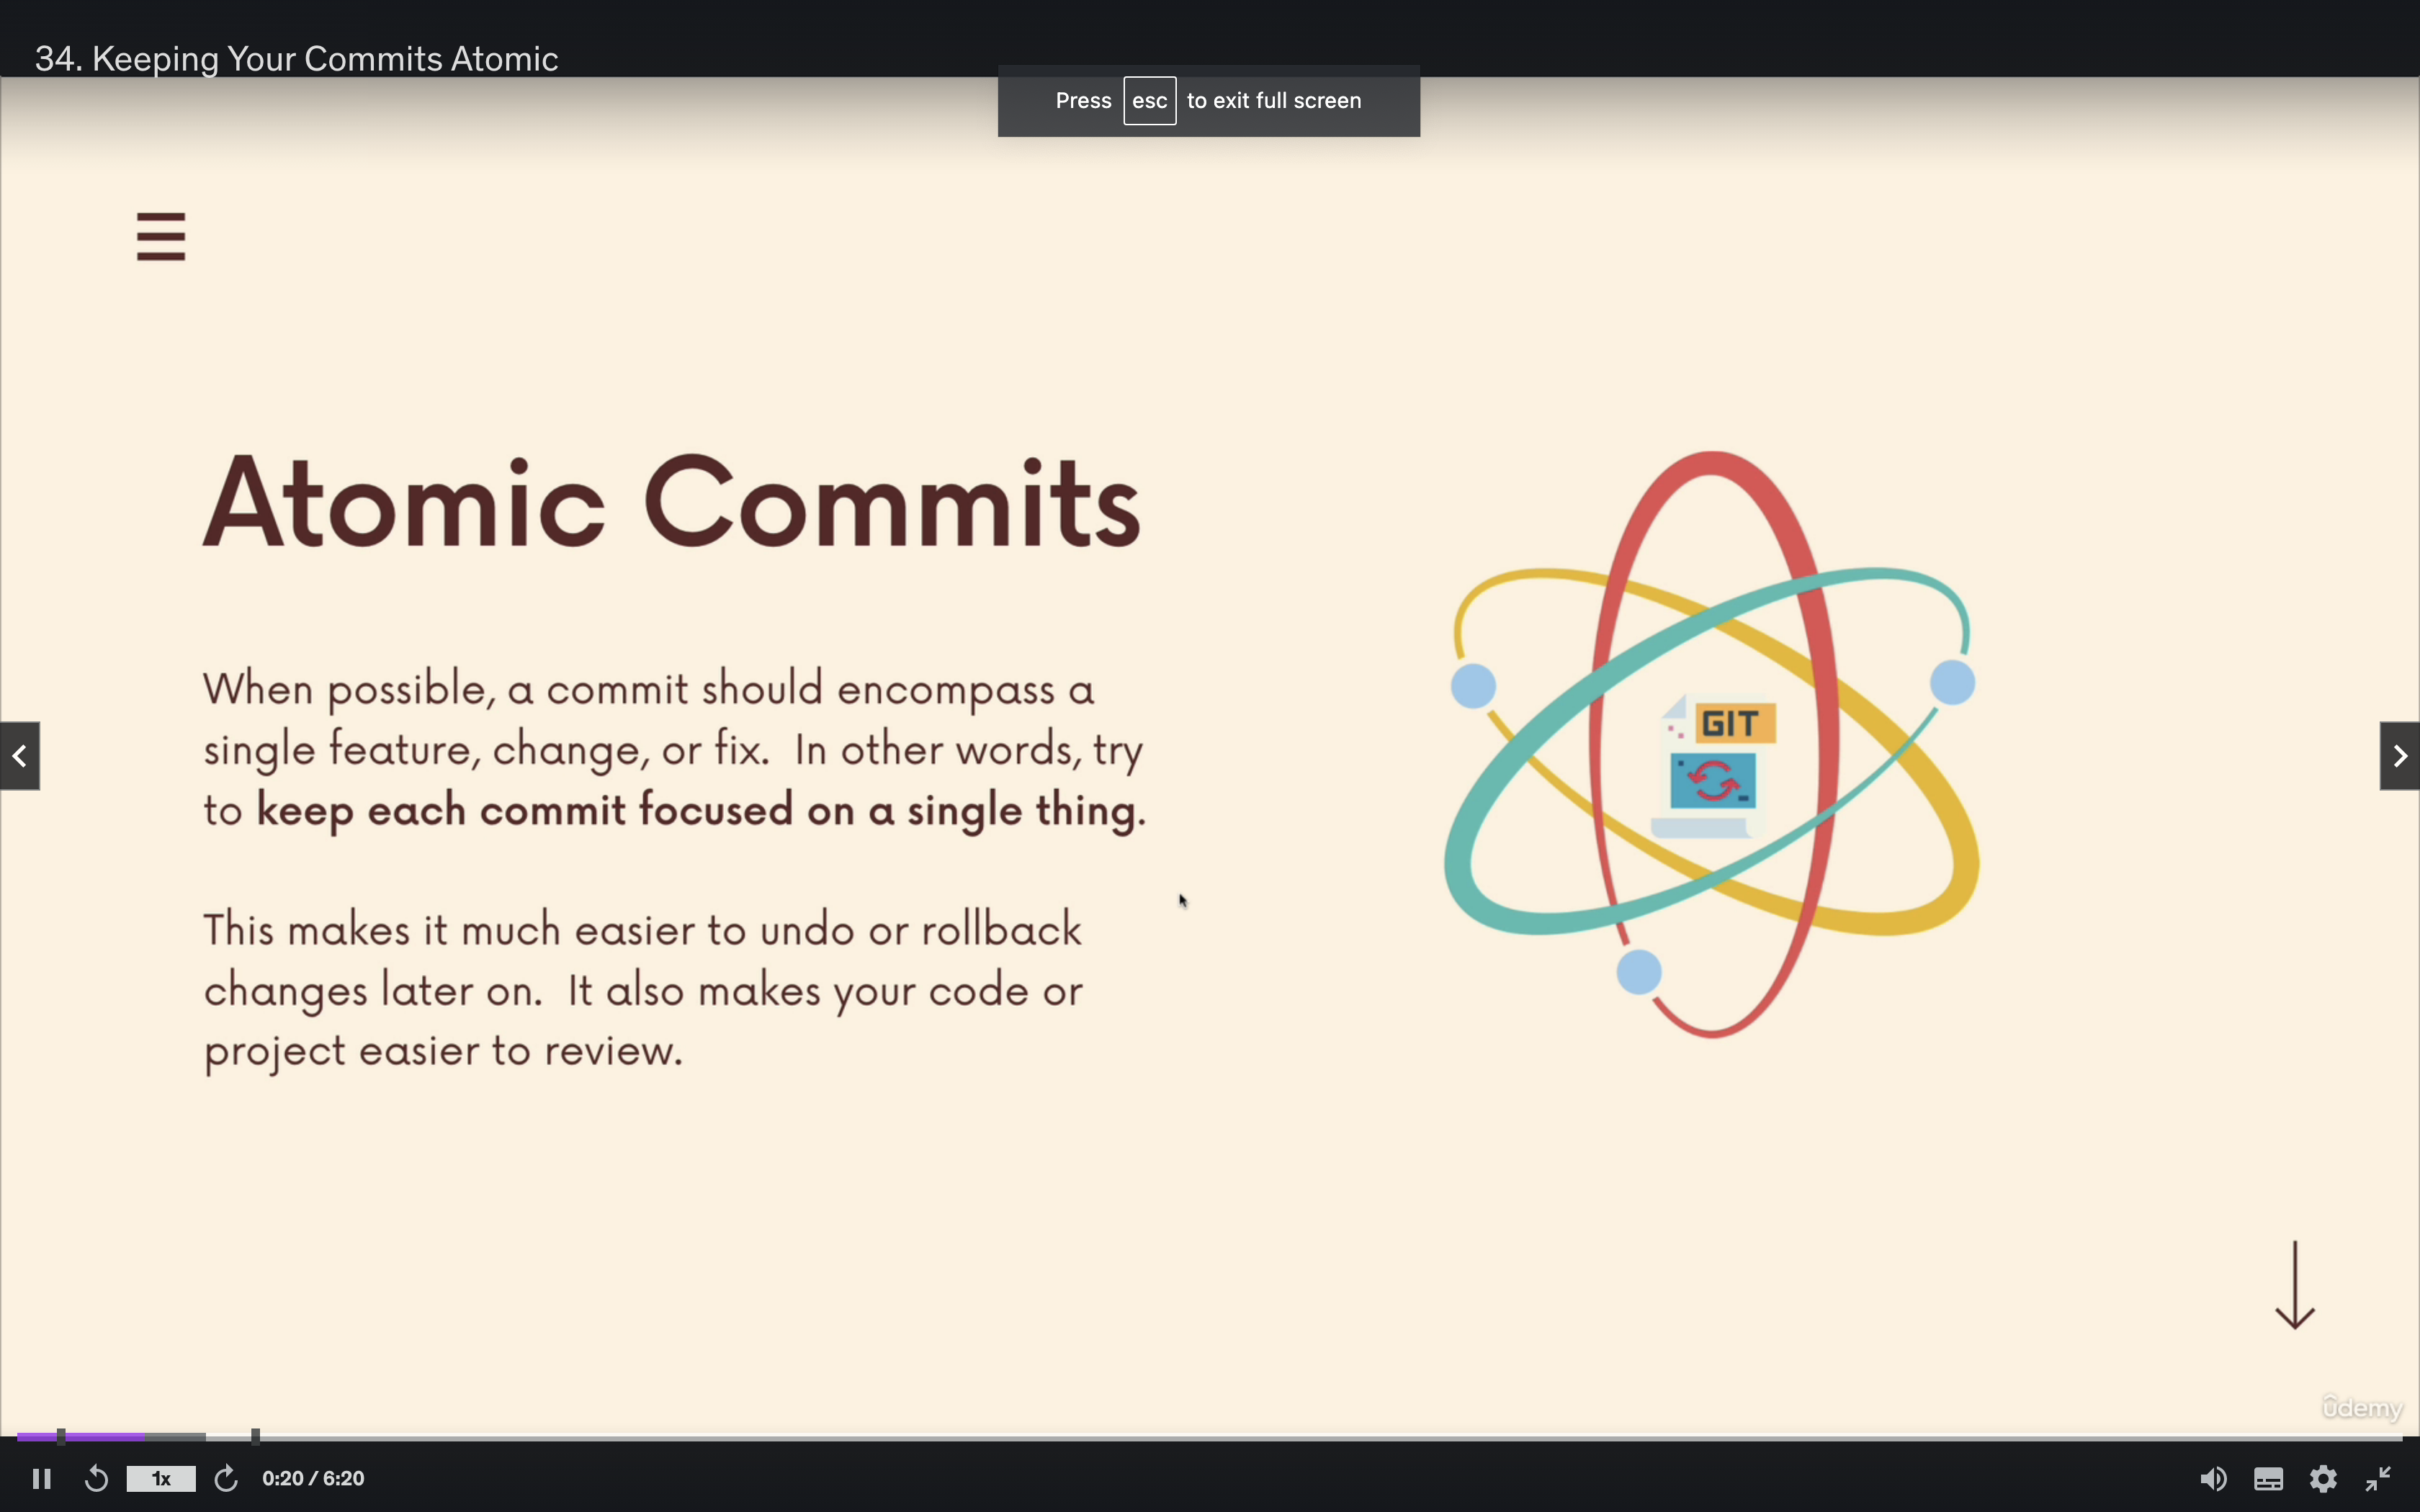 34. Keeping Your Commits Atomic
Press esc to exit full screen
Atomic Commits
When possible, a commit should encompass a
single feature, change, or fix. In other words, try
to keep each commit focused on a single thing.
This makes it much easier to undo or rollback
changes later on. It also makes your code or
project easier to review.
GIT
ûdemy
1x
0:20 / 6:20